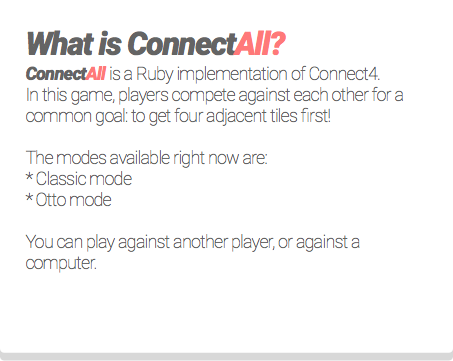 What is ConnectAll?
ConnectAll is a Ruby implementation of Connect4.
In this game, players compete against each other for a
common goal: to get four adjacent tiles first!
The modes available right now are:
* Classic mode
* Otto mode
You can play against another player, or against a
computer.